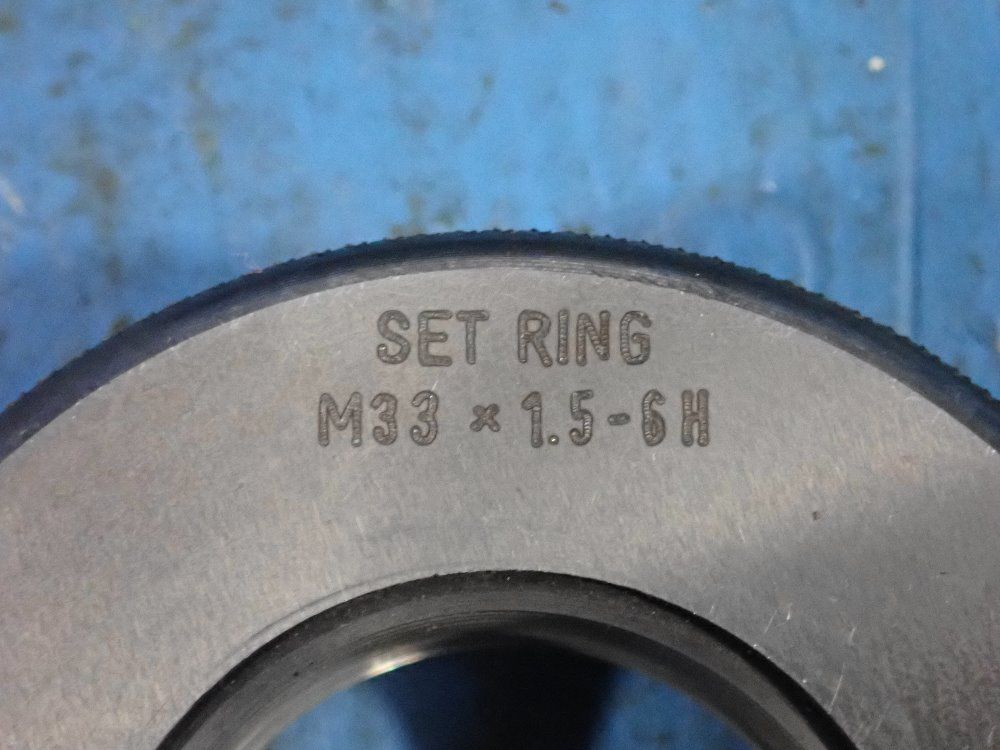 SET RING
M33 × 1.5-6H